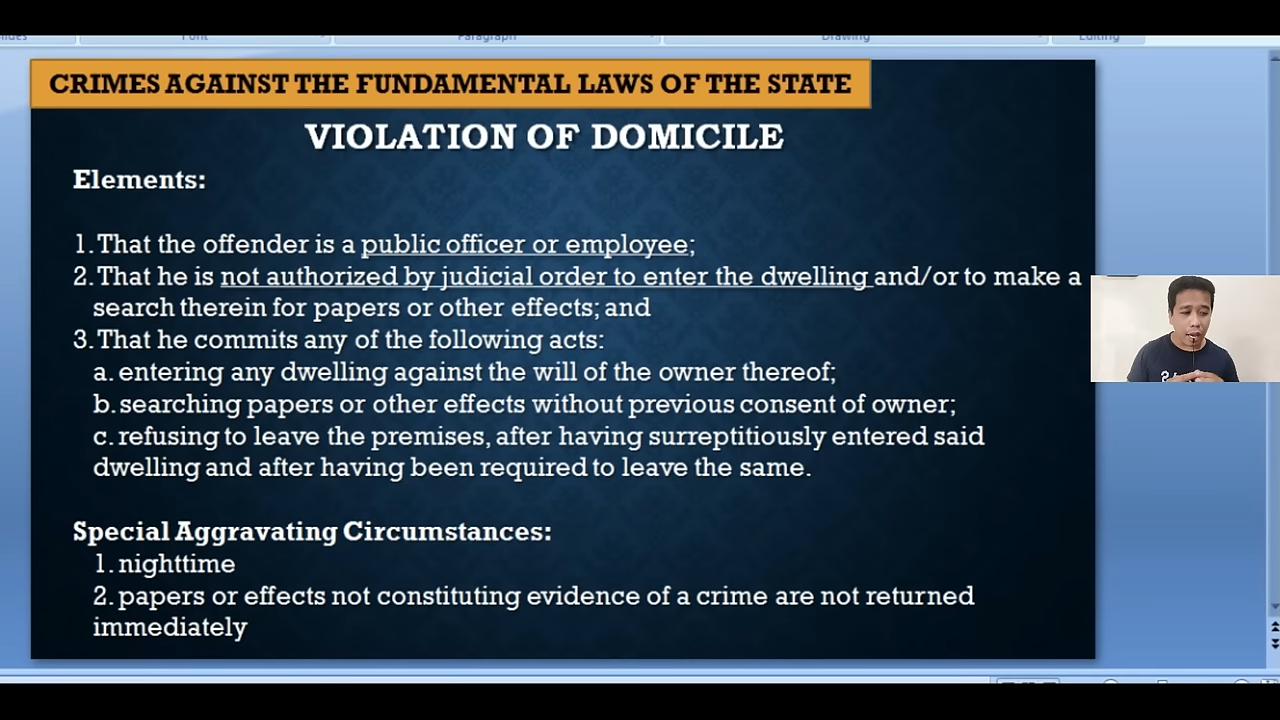 Font
Paragraph
Drawing
Editing
CRIMES AGAINST THE FUNDAMENTAL LAWS OF THE STATE
VIOLATION OF DOMICILE
Elements:
1. That the offender is a public officer or employee;
2. That he is not authorized by judicial order to enter the dwelling and/or to make a
search therein for papers or other effects; and
3. That he commits any of the following acts:
a. entering any dwelling against the will of the owner thereof;
b. searching papers or other effects without previous consent of owner;
c. refusing to leave the premises, after having surreptitiously entered said
dwelling and after having been required to leave the same.
Special Aggravating Circumstances:
1. nighttime
2. papers or effects not constituting evidence of a crime are not returned
immediately